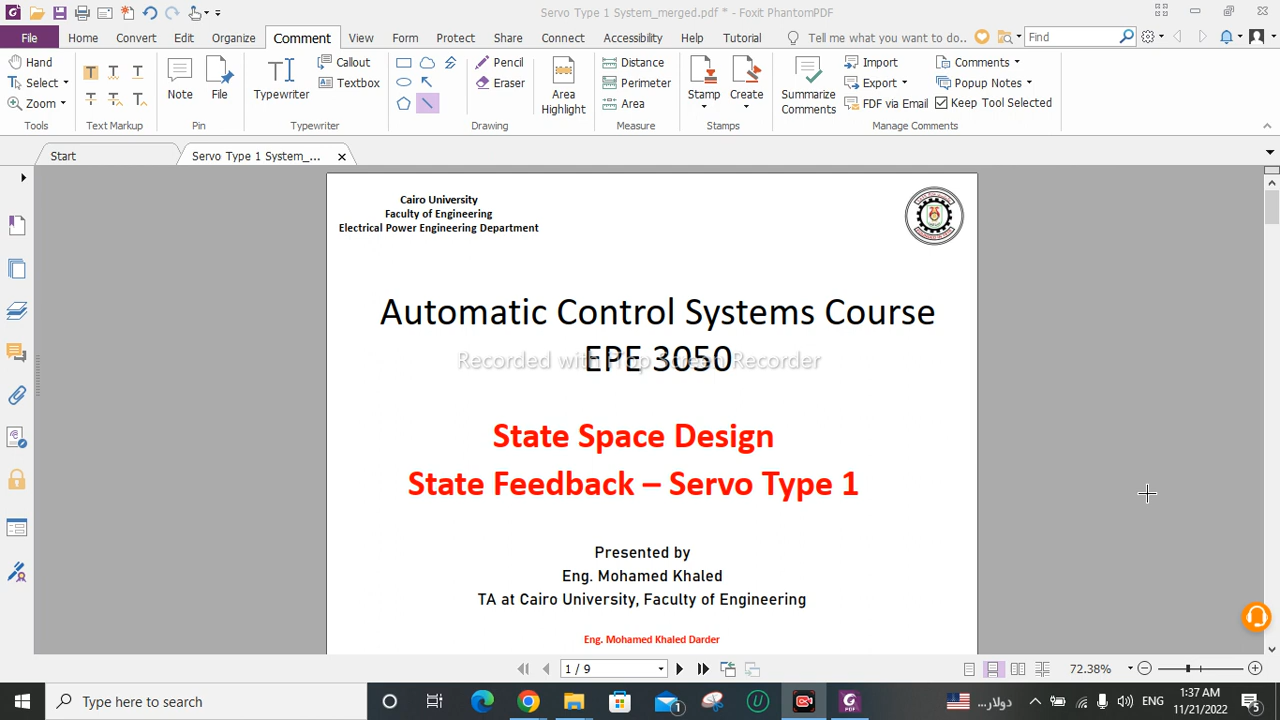 Servo Type 1 System_merged.pdf * - Foxit PhantomPDF
File Home Convert Edit Organize Comment View Form Protect Share Connect Accessibility Help Tutorial Tell me what you want to do.. Find
Hand
Select
Zoom
Tools
Text Markup
Note
File
Pin
Typewriter
Callout
Textbox
Typewriter
Pencil
Eraser
Drawing
Area
Highlight
Distance
Perimeter
Area
Measure
Stamp
Create
Stamps
Summarize
Comments
Import
Export
FDF via Email
Comments
Popup Notes
Keep Tool Selected
Manage Comments
Start
Servo Type 1 System_...
Cairo University
Faculty of Engineering
Electrical Power Engineering Department
Automatic Control Systems Course
EPE 3050
Recorded with iTop Screen Recorder
State Space Design
State Feedback – Servo Type 1
Presented by
Eng. Mohamed Khaled
TA at Cairo University, Faculty of Engineering
Eng. Mohamed Khaled Darder
1 / 9
72.38%
Type here to search
دولار...
ENG
1:37 AM
11/21/2022